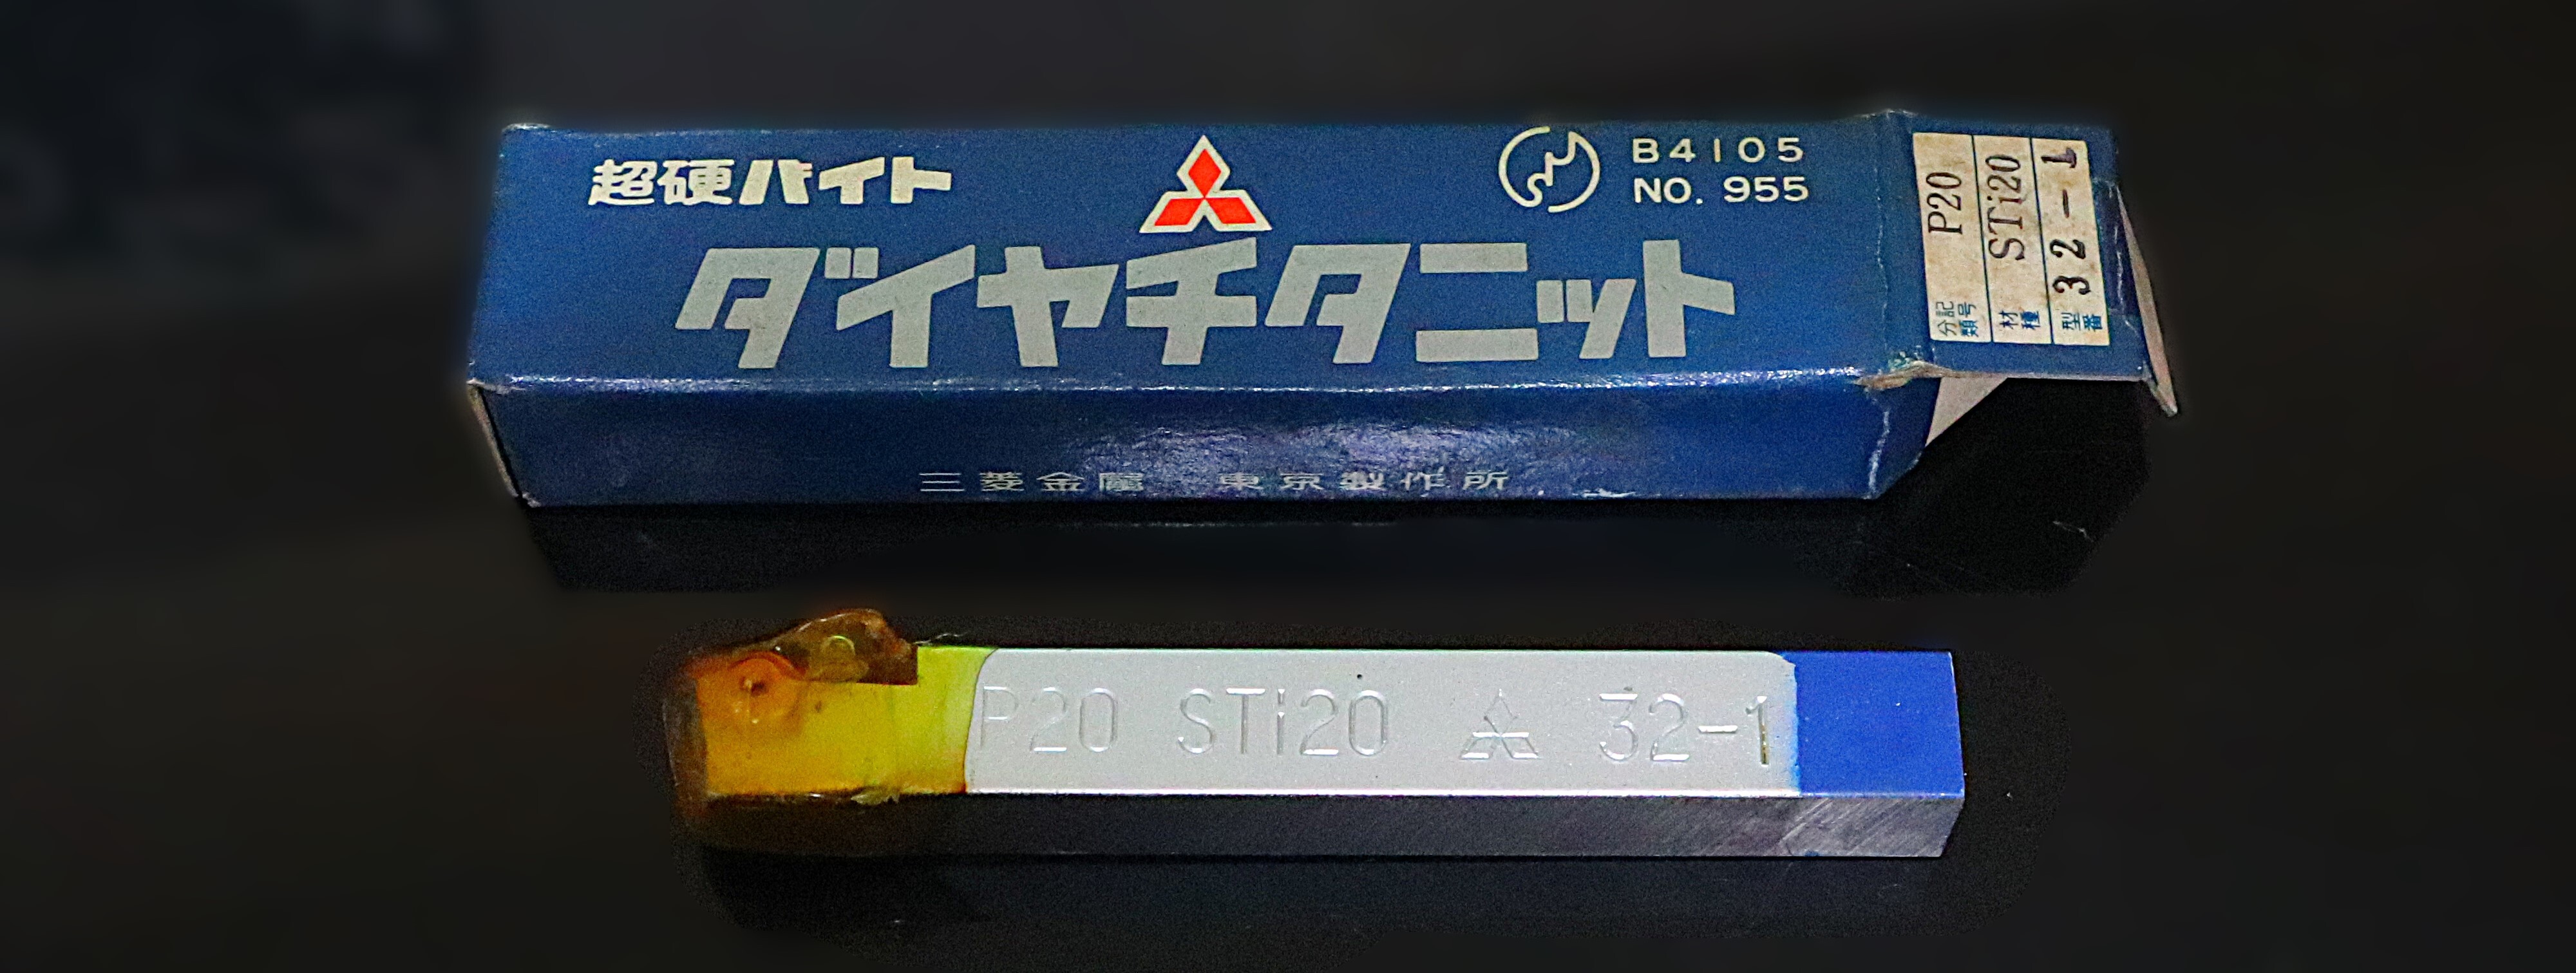 超硬バイト
B4105
NO. 955
ダイヤチタニット
三菱金属 東京製作所
分類記号 P20
材種 STi20
型番 32-1
P20 STi20 32-1